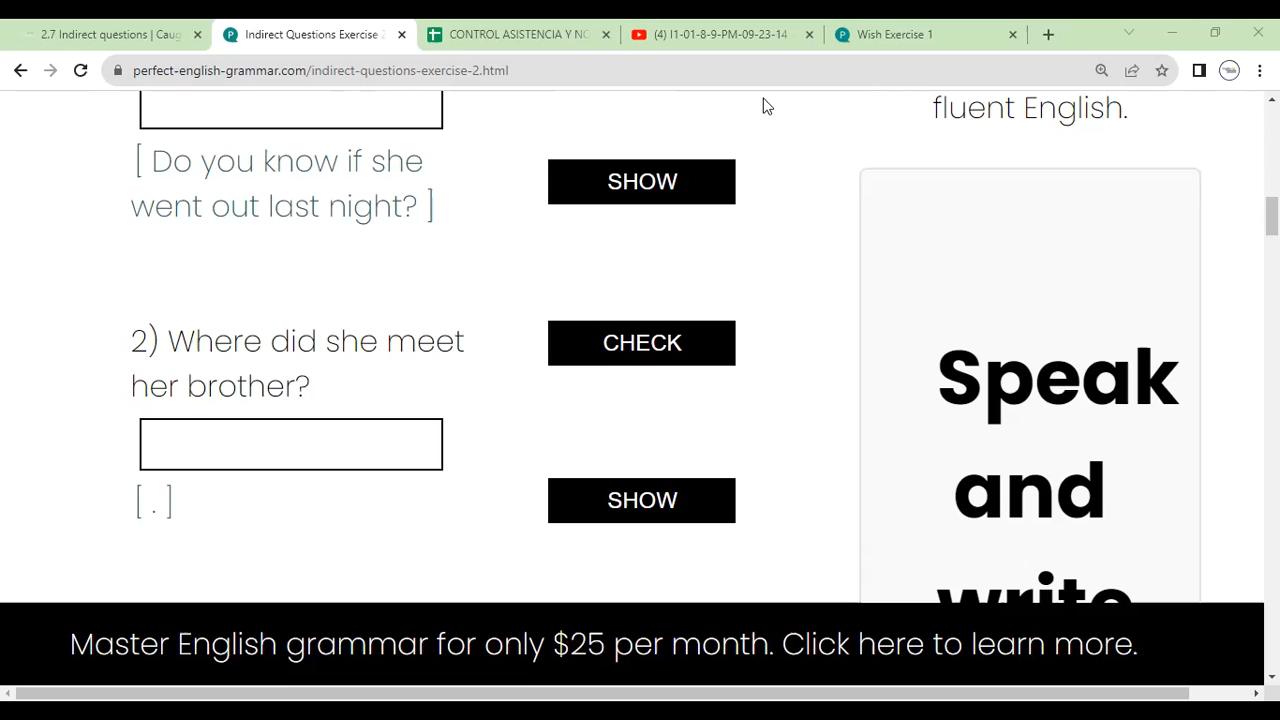 2.7 Indirect questions | Caug
Indirect Questions Exercise 2
CONTROL ASISTENCIA Y NO
(4) I1-01-8-9-PM-09-23-14
Wish Exercise 1
perfect-english-grammar.com/indirect-questions-exercise-2.html
fluent English.
[ Do you know if she
went out last night? ]
SHOW
2) Where did she meet
her brother?
CHECK
[ . ]
SHOW
Speak
and
write
Master English grammar for only $25 per month. Click here to learn more.